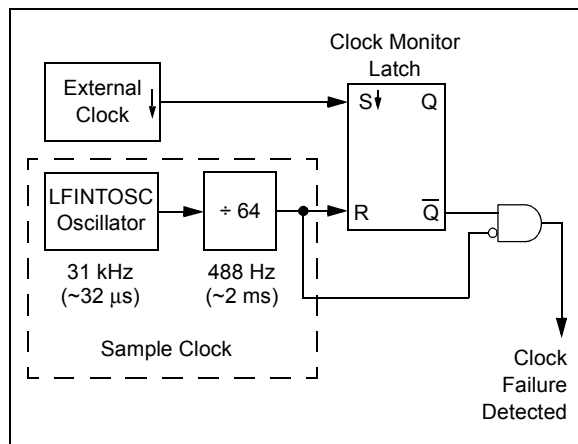 Clock Monitor
Latch
External
Clock
S
Q
LFINTOSC
Oscillator
÷ 64
R
Q̅
31 kHz
(~32 μs)
488 Hz
(~2 ms)
Sample Clock
Clock
Failure
Detected